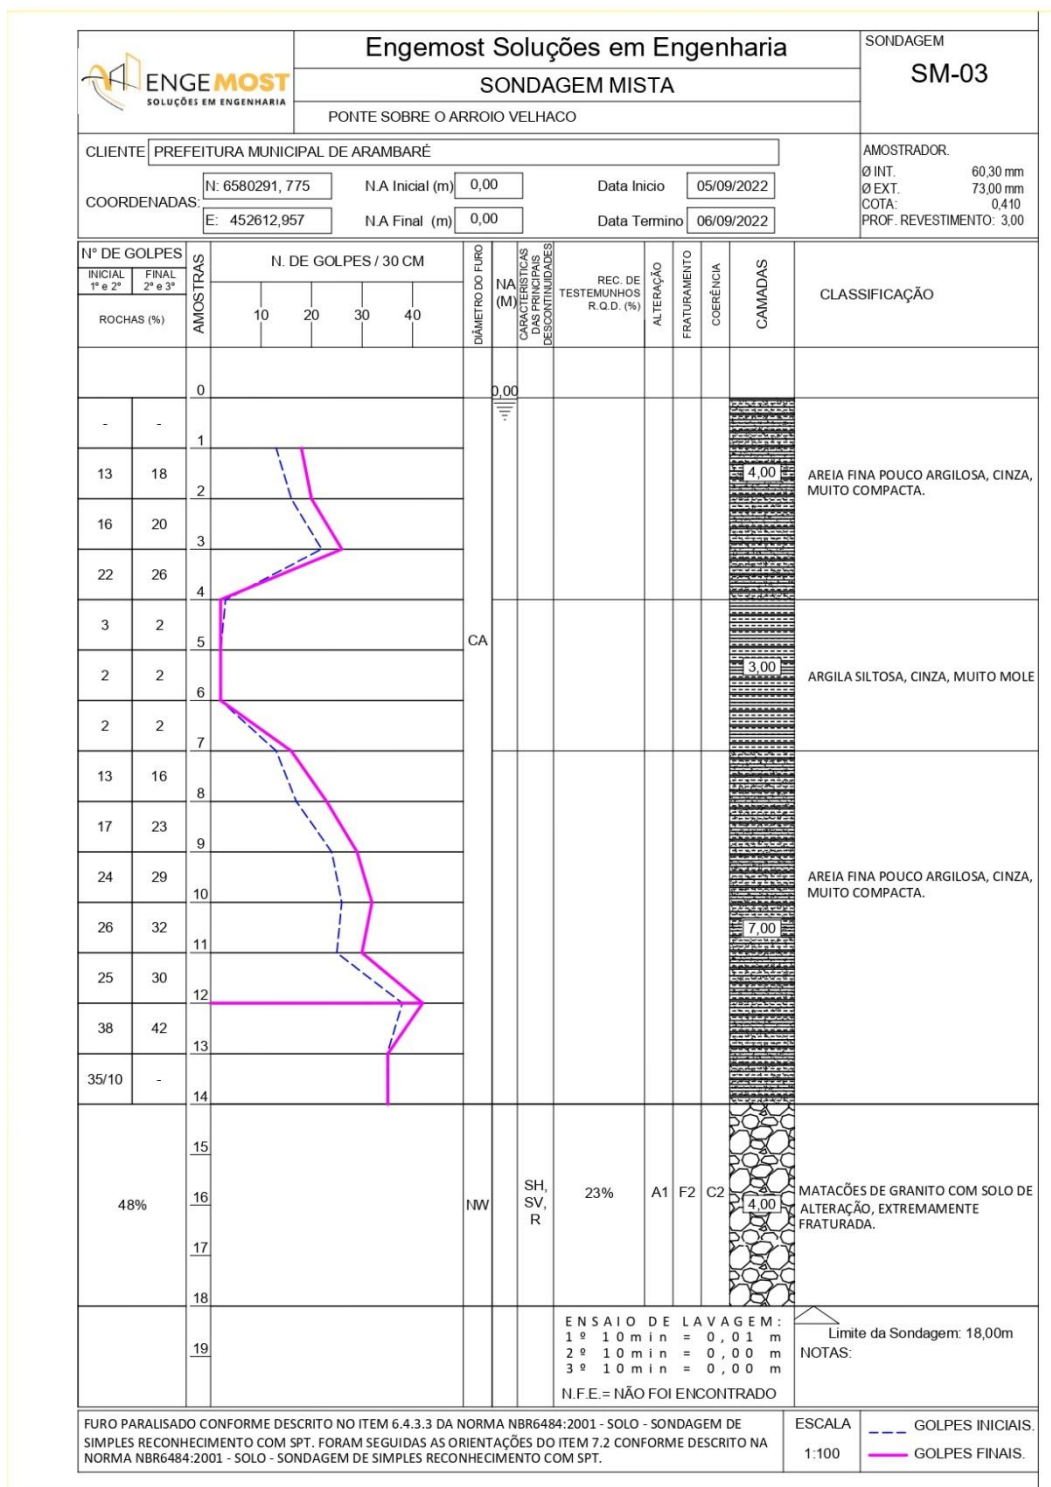 ENGEMOST
SOLUÇÕES EM ENGENHARIA
Engemost Soluções em Engenharia
SONDAGEM MISTA
PONTE SOBRE O ARROIO VELHACO
SONDAGEM
SM-03
CLIENTE PREFEITURA MUNICIPAL DE ARAMBARÉ
COORDENADAS:
N: 6580291, 775
E: 452612,957
N.A Inicial (m) 0,00
N.A Final (m) 0,00
Data Inicio 05/09/2022
Data Termino 06/09/2022
AMOSTRADOR.
Ø INT. 60,30 mm
Ø EXT. 73,00 mm
COTA: 0,410
PROF. REVESTIMENTO: 3,00
Nº DE GOLPES
INICIAL FINAL
1º e 2º 2º e 3º
ROCHAS (%)
AMOSTRAS
N. DE GOLPES / 30 CM
10 20 30 40
DIÂMETRO DO FURO
NA
(M)
CARACTERISTICAS
DAS PRINCIPAIS
DESCONTINUIDADES
REC. DE
TESTEMUNHOS
R.Q.D. (%)
ALTERAÇÃO
FRATURAMENTO
COERÊNCIA
CAMADAS
CLASSIFICAÇÃO
0 0,00
- -
1
13 18 4,00
AREIA FINA POUCO ARGILOSA, CINZA,
MUITO COMPACTA.
2
16 20
3
22 26
4
3 2
CA
5
2 2 3,00
ARGILA SILTOSA, CINZA, MUITO MOLE
6
2 2
7
13 16
8
17 23
9
24 29
AREIA FINA POUCO ARGILOSA, CINZA,
MUITO COMPACTA.
10
26 32 7,00
11
25 30
12
38 42
13
35/10 -
14
15
48% 16 NW
SH,
SV,
R
23% A1 F2 C2 4,00
MATACÕES DE GRANITO COM SOLO DE
ALTERAÇÃO, EXTREMAMENTE
FRATURADA.
17
18
19
ENSAIO DE LAVAGEM:
1º 10min = 0,01 m
2º 10min = 0,00 m
3º 10min = 0,00 m
N.F.E.= NÃO FOI ENCONTRADO
Limite da Sondagem: 18,00m
NOTAS:
FURO PARALISADO CONFORME DESCRITO NO ITEM 6.4.3.3 DA NORMA NBR6484:2001 - SOLO - SONDAGEM DE
SIMPLES RECONHECIMENTO COM SPT. FORAM SEGUIDAS AS ORIENTAÇÕES DO ITEM 7.2 CONFORME DESCRITO NA
NORMA NBR6484:2001 - SOLO - SONDAGEM DE SIMPLES RECONHECIMENTO COM SPT.
ESCALA
1:100
GOLPES INICIAIS.
GOLPES FINAIS.